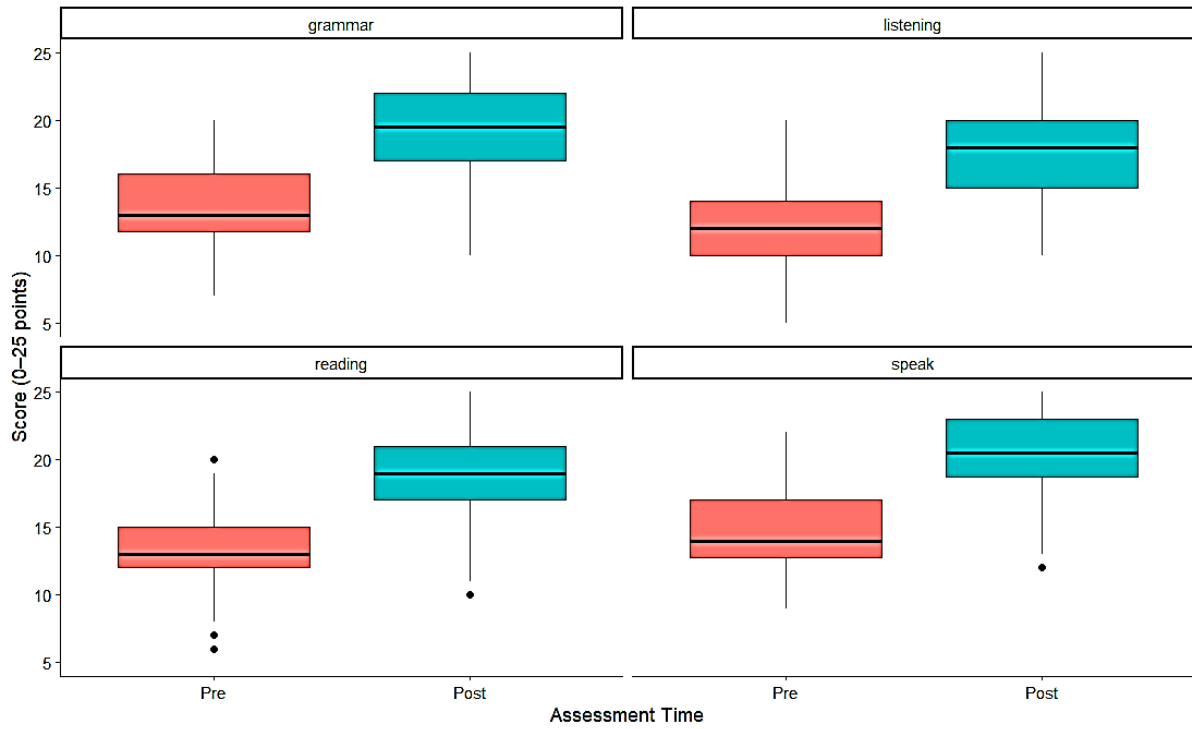 grammar
listening
25
20
15
10
5
reading
speak
25
20
15
10
5
Score (0–25 points)
Pre
Post
Pre
Post
Assessment Time